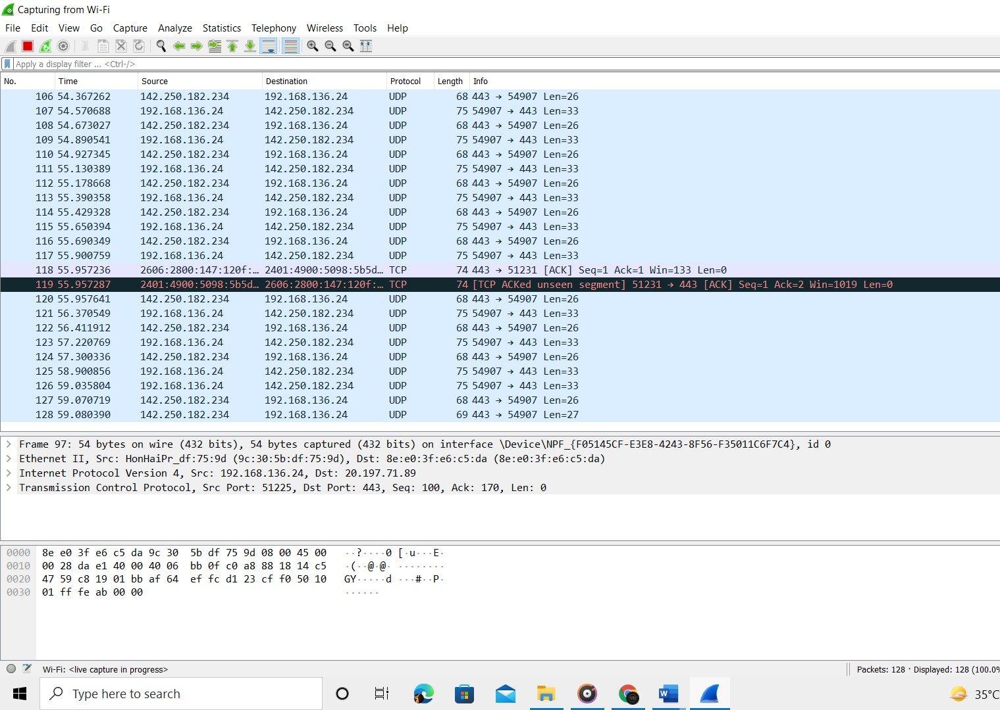 Capturing from Wi-Fi
File Edit View Go Capture Analyze Statistics Telephony Wireless Tools Help
Apply a display filter ... <Ctrl-/>
No. Time Source Destination Protocol Length Info
106 54.367262 142.250.182.234 192.168.136.24 UDP 68 443 → 54907 Len=26
107 54.570688 192.168.136.24 142.250.182.234 UDP 75 54907 → 443 Len=33
108 54.673027 142.250.182.234 192.168.136.24 UDP 68 443 → 54907 Len=26
109 54.890541 192.168.136.24 142.250.182.234 UDP 75 54907 → 443 Len=33
110 54.927345 142.250.182.234 192.168.136.24 UDP 68 443 → 54907 Len=26
111 55.130389 192.168.136.24 142.250.182.234 UDP 75 54907 → 443 Len=33
112 55.178668 142.250.182.234 192.168.136.24 UDP 68 443 → 54907 Len=26
113 55.390358 192.168.136.24 142.250.182.234 UDP 75 54907 → 443 Len=33
114 55.429328 142.250.182.234 192.168.136.24 UDP 68 443 → 54907 Len=26
115 55.650394 192.168.136.24 142.250.182.234 UDP 75 54907 → 443 Len=33
116 55.690349 142.250.182.234 192.168.136.24 UDP 68 443 → 54907 Len=26
117 55.900759 192.168.136.24 142.250.182.234 UDP 75 54907 → 443 Len=33
118 55.957236 2606:2800:147:120f:… 2401:4900:5098:5b5d… TCP 74 443 → 51231 [ACK] Seq=1 Ack=1 Win=133 Len=0
119 55.957287 2401:4900:5098:5b5d… 2606:2800:147:120f:… TCP 74 [TCP ACKed unseen segment] 51231 → 443 [ACK] Seq=1 Ack=2 Win=1019 Len=0
120 55.957641 142.250.182.234 192.168.136.24 UDP 68 443 → 54907 Len=26
121 56.370549 192.168.136.24 142.250.182.234 UDP 75 54907 → 443 Len=33
122 56.411912 142.250.182.234 192.168.136.24 UDP 68 443 → 54907 Len=26
123 57.220769 192.168.136.24 142.250.182.234 UDP 75 54907 → 443 Len=33
124 57.300336 142.250.182.234 192.168.136.24 UDP 68 443 → 54907 Len=26
125 58.900856 192.168.136.24 142.250.182.234 UDP 75 54907 → 443 Len=33
126 59.035804 192.168.136.24 142.250.182.234 UDP 75 54907 → 443 Len=33
127 59.070719 142.250.182.234 192.168.136.24 UDP 68 443 → 54907 Len=26
128 59.080390 142.250.182.234 192.168.136.24 UDP 69 443 → 54907 Len=27
Frame 97: 54 bytes on wire (432 bits), 54 bytes captured (432 bits) on interface \Device\NPF_{F05145CF-E3E8-4243-8F56-F35011C6F7C4}, id 0
Ethernet II, Src: HonHaiPr_df:75:9d (9c:30:5b:df:75:9d), Dst: 8e:e0:3f:e6:c5:da (8e:e0:3f:e6:c5:da)
Internet Protocol Version 4, Src: 192.168.136.24, Dst: 20.197.71.89
Transmission Control Protocol, Src Port: 51225, Dst Port: 443, Seq: 100, Ack: 170, Len: 0
0000 8e e0 3f e6 c5 da 9c 30 5b df 75 9d 08 00 45 00 ··?····0 [·u···E·
0010 00 28 da e1 40 00 40 06 bb 0f c0 a8 88 18 14 c5 ·(··@·@· ········
0020 47 59 c8 19 01 bb af 64 ef fc d1 23 cf f0 50 10 GY·····d ···#··P·
0030 01 ff fe ab 00 00 ······
Wi-Fi: <live capture in progress>
Packets: 128 · Displayed: 128 (100.0%
Type here to search
W
35°C